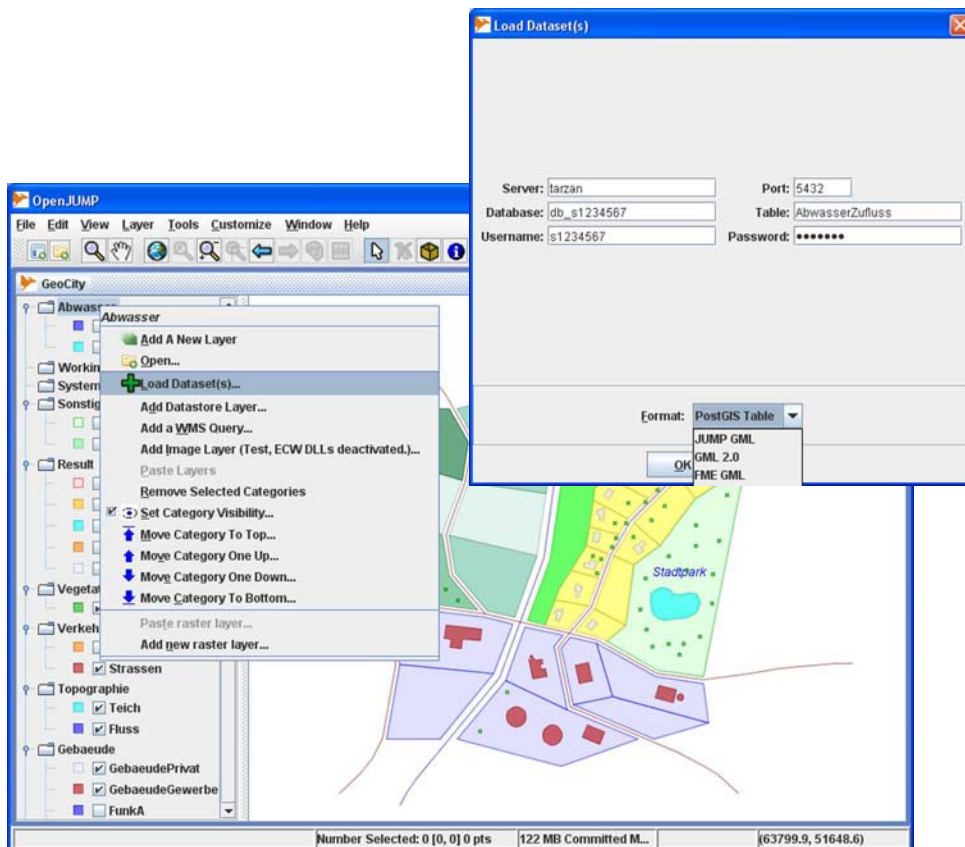 Load Dataset(s)
Server: tarzan
Port: 5432
Database: db_s1234567
Table: AbwasserZufluss
Username: s1234567
Password: •••••••
Format: PostGIS Table
JUMP GML
GML 2.0
FME GML
OK
OpenJUMP
File Edit View Layer Tools Customize Window Help
GeoCity
Abwasser
Add A New Layer
Open...
Load Dataset(s)...
Add Datastore Layer...
Add a WMS Query...
Add Image Layer (Test, ECW DLLs deactivated.)...
Paste Layers
Remove Selected Categories
Set Category Visibility...
Move Category To Top...
Move Category One Up...
Move Category One Down...
Move Category To Bottom...
Paste raster layer...
Add new raster layer...
Abwass
Workin
System
Sonstig
Result
Vegetat
Verkeh
Strassen
Topographie
Teich
Fluss
Gebaeude
GebaeudePrivat
GebaeudeGewerbe
FunkA
Stadtpark
Number Selected: 0 [0, 0] 0 pts
122 MB Committed M...
(63799.9, 51648.6)